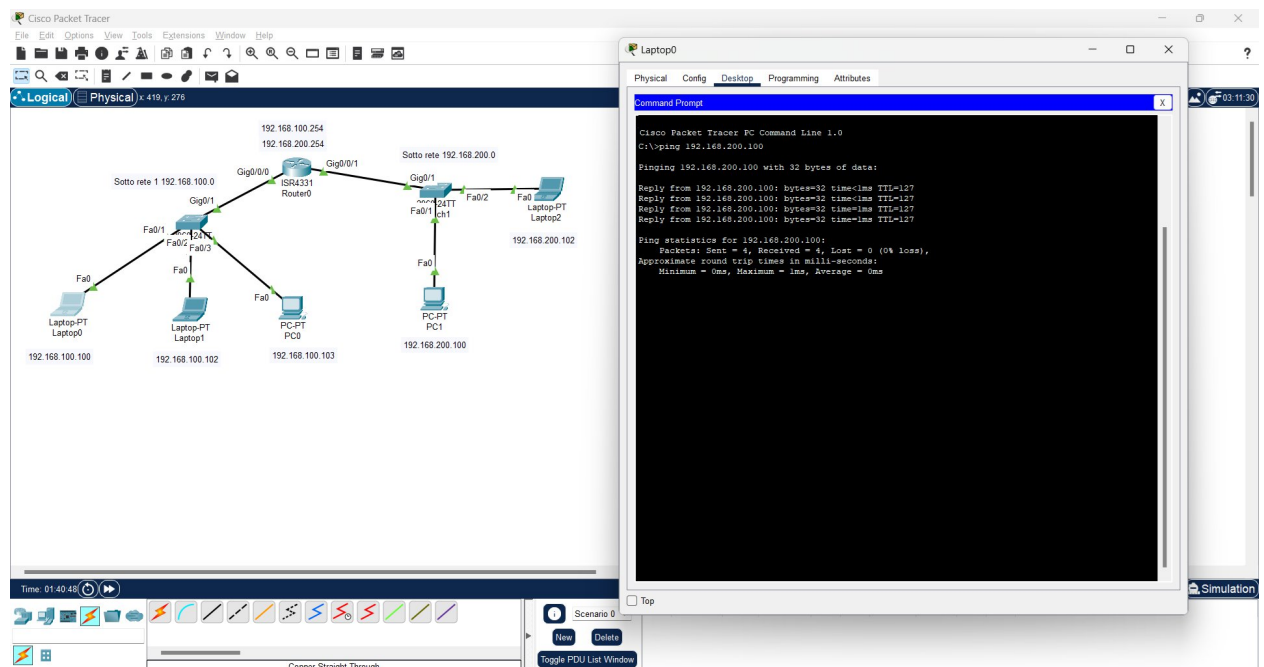 Cisco Packet Tracer
File Edit Options View Tools Extensions Window Help
?
Logical Physical x: 419, y: 276
03:11:30
192.168.100.254
192.168.200.254
Gig0/0/0
Gig0/0/1
ISR4331
Router0
Sotto rete 192.168.200.0
Sotto rete 1 192.168.100.0
Gig0/1
Gig0/1
Fa0/1
Fa0/2
Fa0/3
24TT
Fa0/1
ch1
Fa0/2
Fa0
Laptop-PT
Laptop2
192.168.200.102
Fa0
Laptop-PT
Laptop0
192.168.100.100
Fa0
Laptop-PT
Laptop1
192.168.100.102
Fa0
PC-PT
PC0
192.168.100.103
Fa0
PC-PT
PC1
192.168.200.100
Laptop0
Physical Config Desktop Programming Attributes
Command Prompt
X
Cisco Packet Tracer PC Command Line 1.0
C:\>ping 192.168.200.100
Pinging 192.168.200.100 with 32 bytes of data:
Reply from 192.168.200.100: bytes=32 time<1ms TTL=127
Reply from 192.168.200.100: bytes=32 time<1ms TTL=127
Reply from 192.168.200.100: bytes=32 time=1ms TTL=127
Reply from 192.168.200.100: bytes=32 time=1ms TTL=127
Ping statistics for 192.168.200.100:
Packets: Sent = 4, Received = 4, Lost = 0 (0% loss),
Approximate round trip times in milli-seconds:
Minimum = 0ms, Maximum = 1ms, Average = 0ms
Top
Time: 01:40:48
Simulation
Scenario 0
New Delete
Toggle PDU List Window
Copper Straight-Through